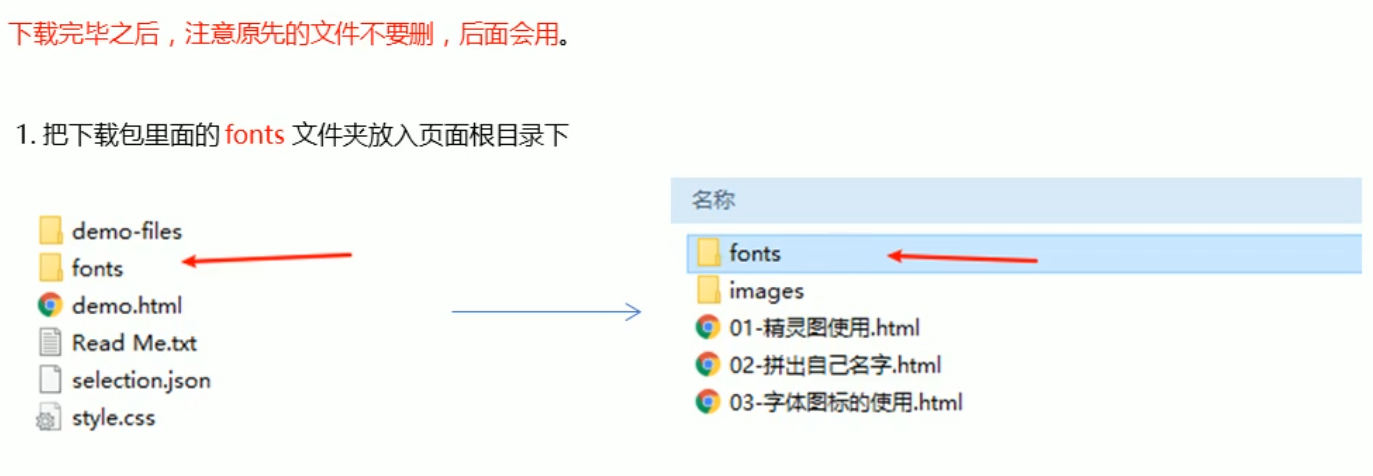 下载完毕之后，注意原先的文件不要删，后面会用。
1. 把下载包里面的 fonts 文件夹放入页面根目录下
demo-files
fonts
demo.html
Read Me.txt
selection.json
style.css
名称
fonts
images
01-精灵图使用.html
02-拼出自己名字.html
03-字体图标的使用.html